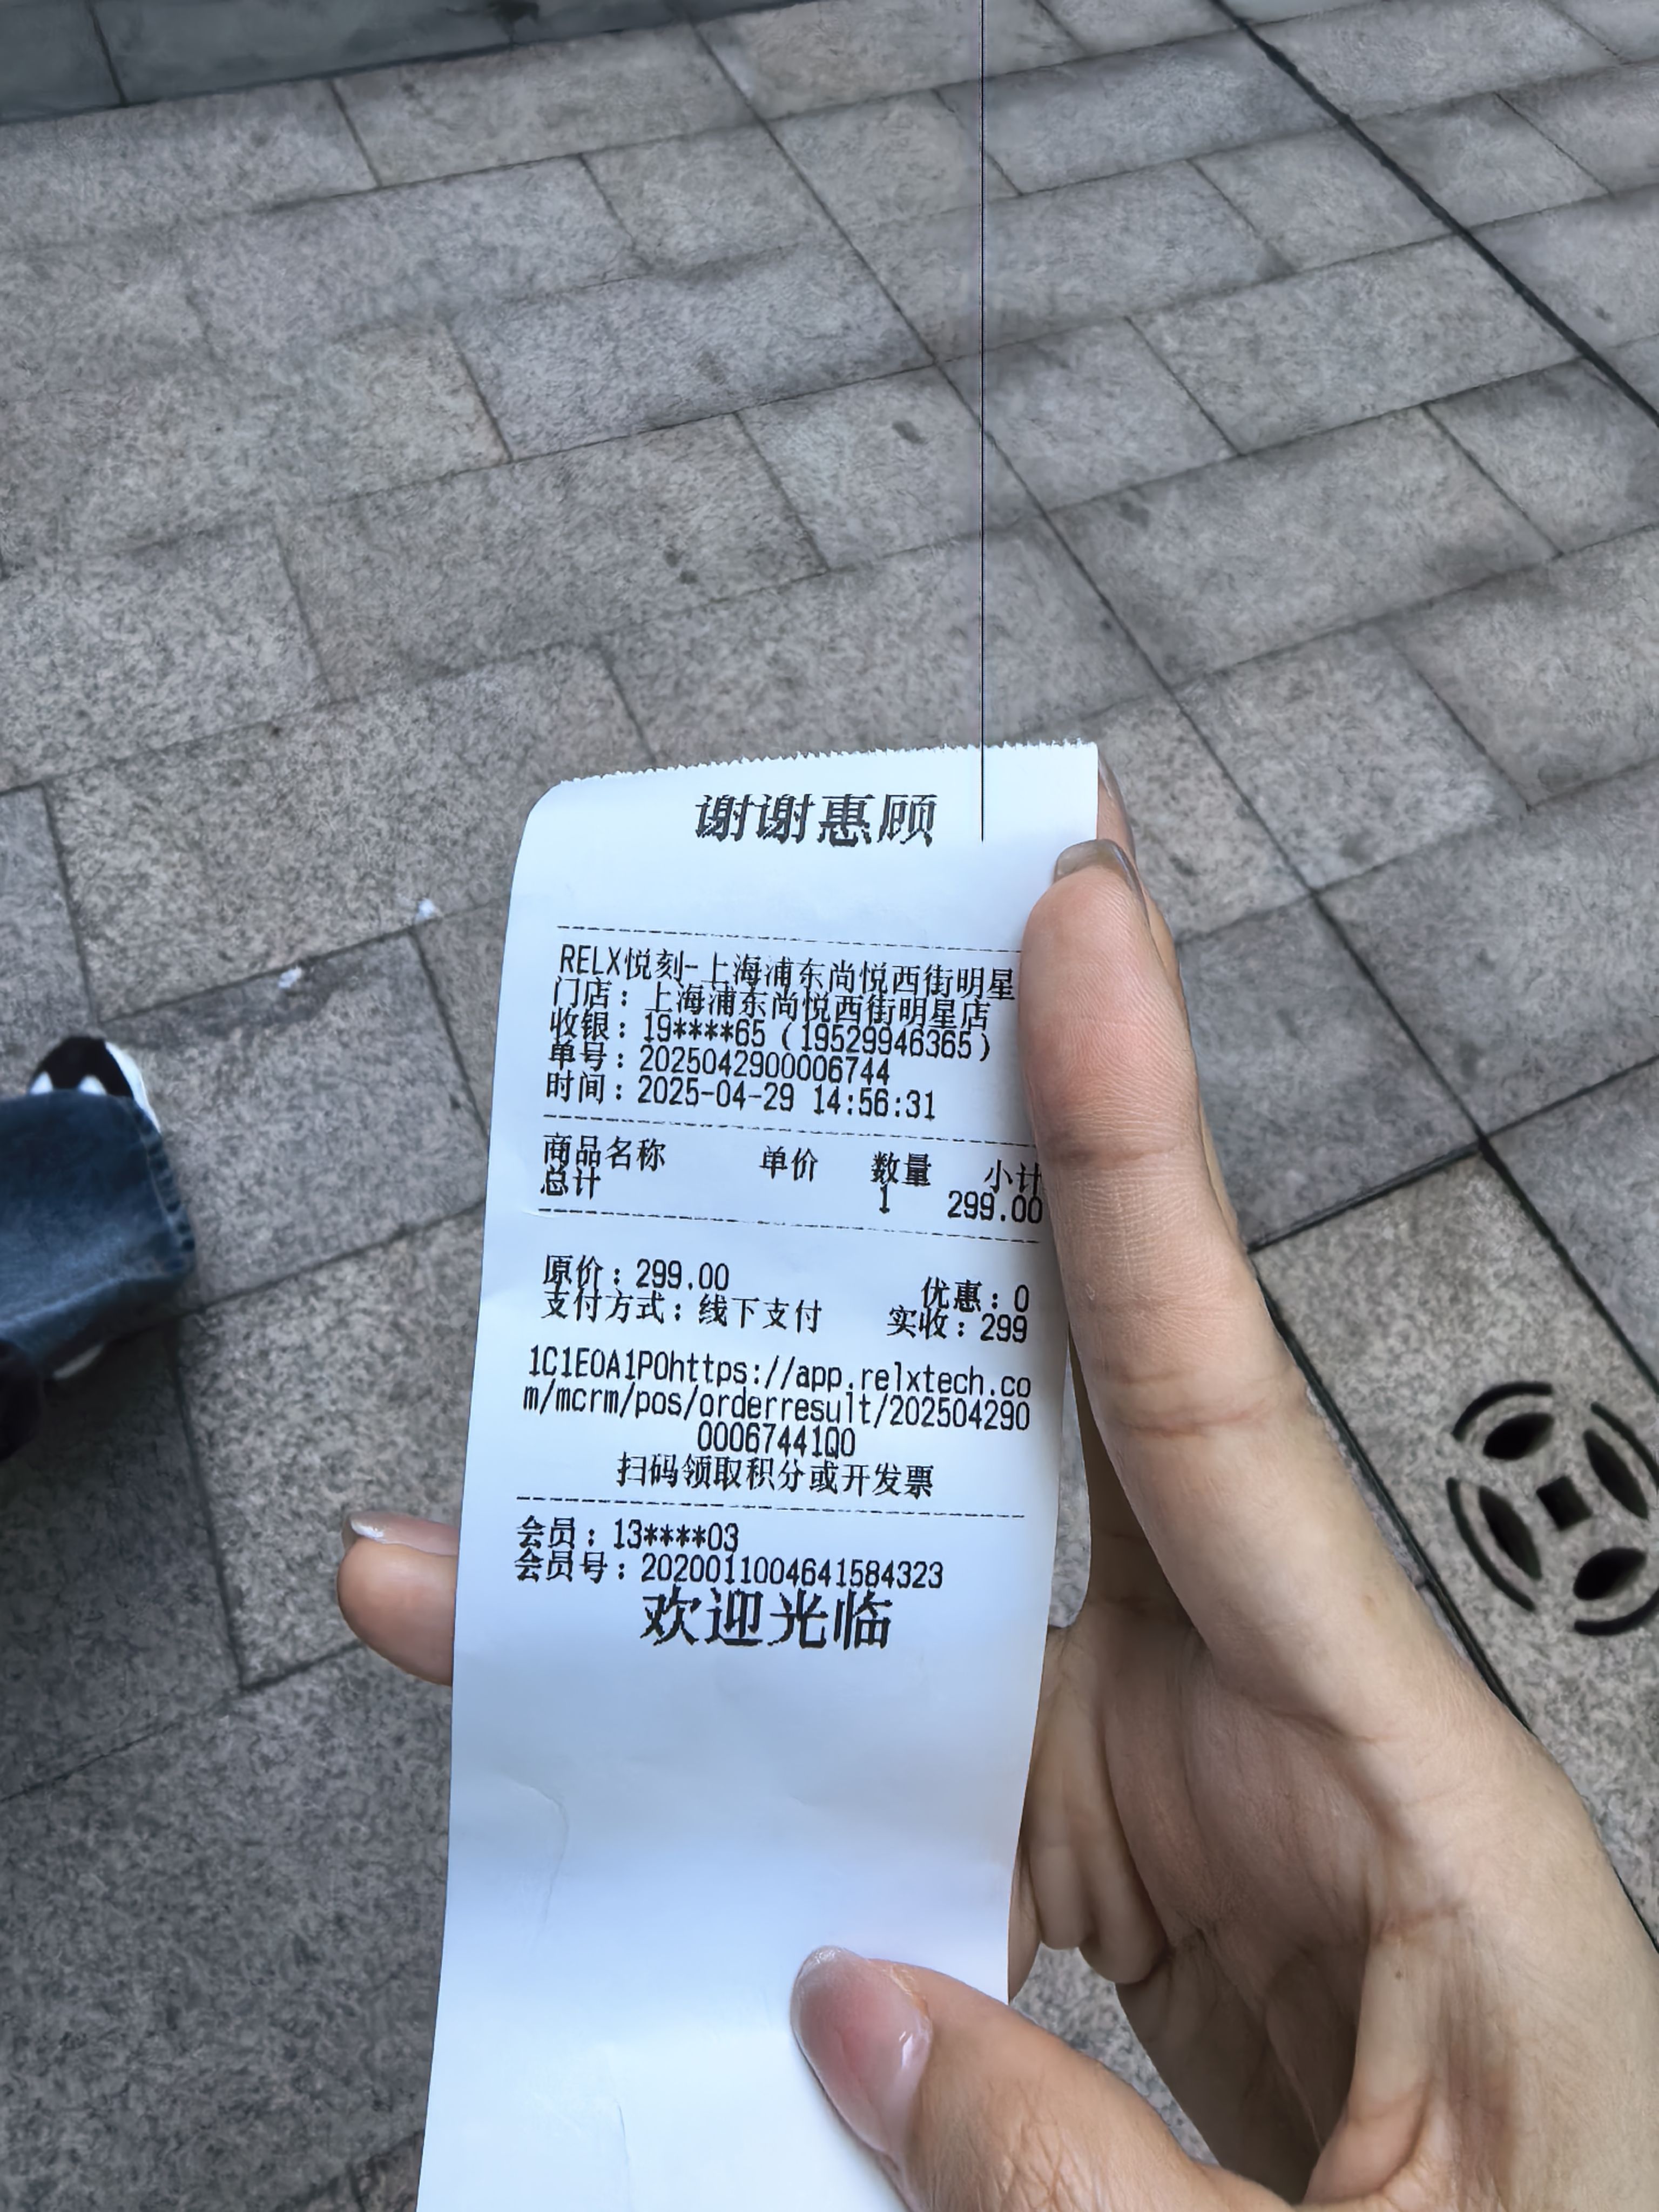 谢谢惠顾
RELX悦刻-上海浦东尚悦西街明星
门店：上海浦东尚悦西街明星店
收银：19****65（19529946365）
单号：2025042900006744
时间：2025-04-29 14:56:31
商品名称 单价 数量 小计
总计 1 299.00
原价：299.00 优惠：0
支付方式：线下支付 实收：299
1C1E0A1P0https://app.relxtech.co
m/mcrm/pos/orderresult/202504290
00067441Q0
扫码领取积分或开发票
会员：13****03
会员号：2020011004641584323
欢迎光临